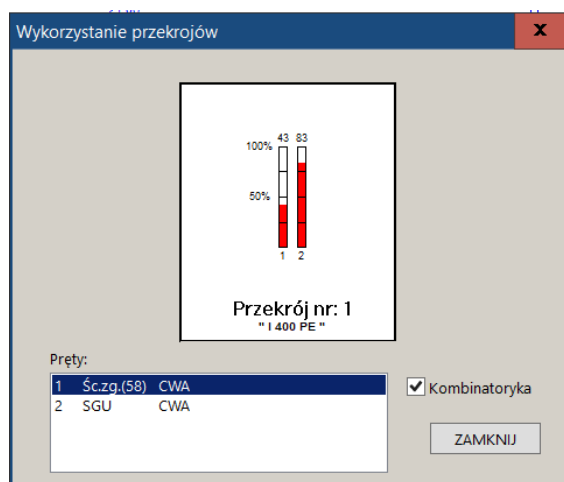 Wykorzystanie przekrojów
X
43 83
100%
50%
1 2
Przekrój nr: 1
" I 400 PE "
Pręty:
1 Śc.zg.(58) CWA
2 SGU CWA
Kombinatoryka
ZAMKNIJ